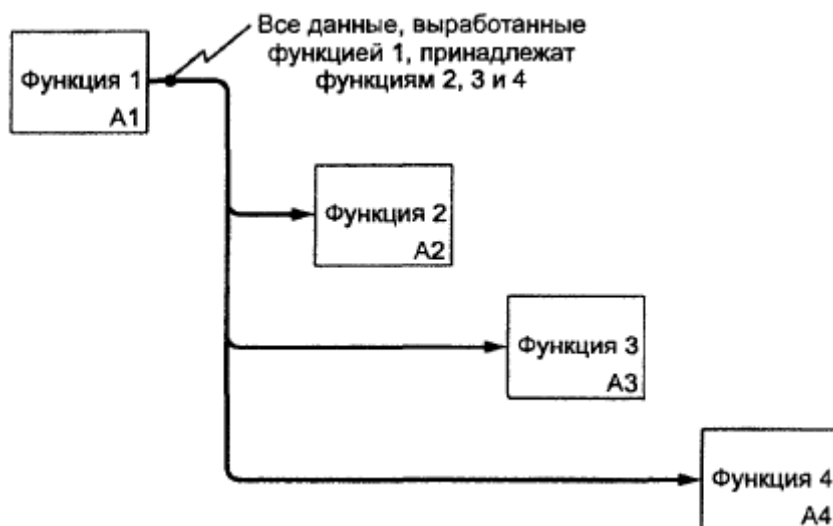 Все данные, выработанные
функцией 1, принадлежат
функциям 2, 3 и 4
Функция 1
A1
Функция 2
A2
Функция 3
A3
Функция 4
A4